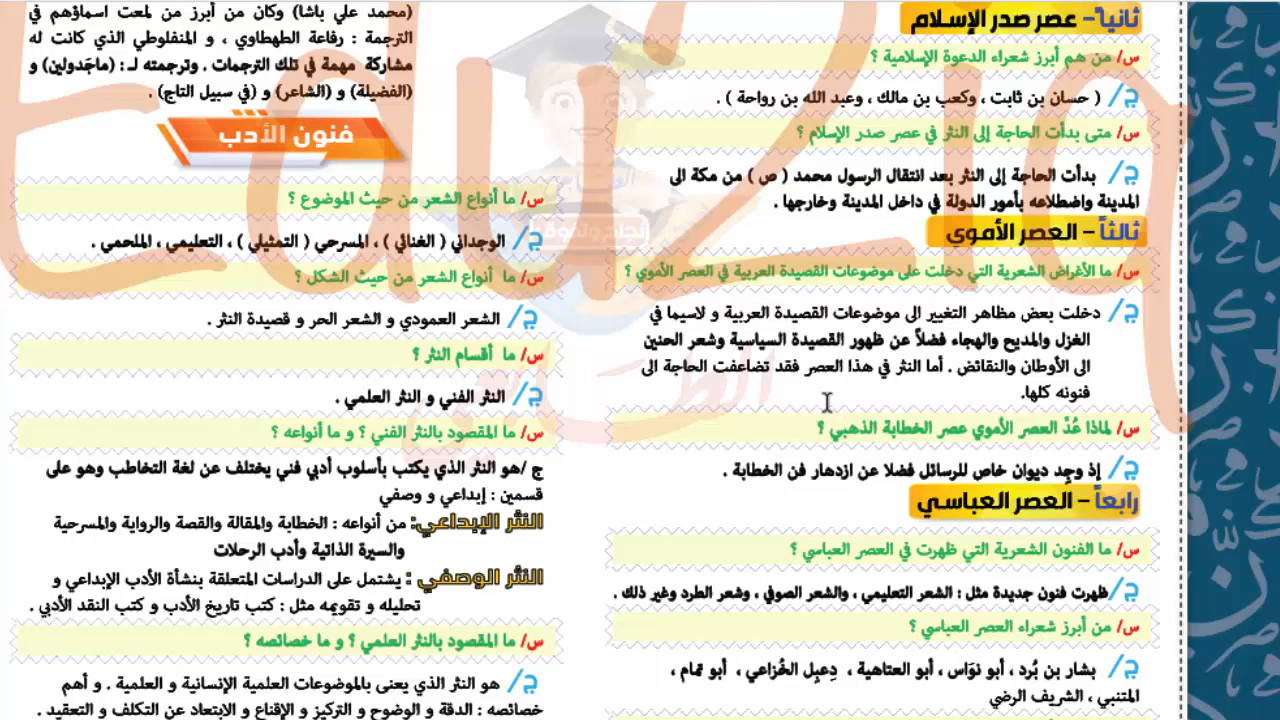 ثانياً- عصر صدر الإسلام
س/ من هم أبرز شعراء الدعوة الإسلامية ؟
ج/ ( حسان بن ثابت ، وكعب بن مالك ، وعبد الله بن رواحة ) .
س/ متى بدأت الحاجة إلى النثر في عصر صدر الإسلام ؟
ج/ بدأت الحاجة إلى النثر بعد انتقال الرسول محمد ( ص ) من مكة الى
المدينة واضطلاعه بأمور الدولة في داخل المدينة وخارجها .
ثالثاً - العصر الأموي
س/ ما الأغراض الشعرية التي دخلت على موضوعات القصيدة العربية في العصر الأموي ؟
ج/ دخلت بعض مظاهر التغيير الى موضوعات القصيدة العربية و لاسيما في
الغزل والمديح والهجاء فضلاً عن ظهور القصيدة السياسية وشعر الحنين
الى الأوطان والنقائض . أما النثر في هذا العصر فقد تضاعفت الحاجة الى
فنونه كلها.
س/ لماذا عُدَّ العصر الأموي عصر الخطابة الذهبي ؟
ج/ إذ وجِد ديوان خاص للرسائل فضلا عن ازدهار فن الخطابة .
رابعاً - العصر العباسي
س/ ما الفنون الشعرية التي ظهرت في العصر العباسي ؟
ج/ ظهرت فنون جديدة مثل : الشعر التعليمي ، والشعر الصوفي ، وشعر الطرد وغير ذلك .
س/ من أبرز شعراء العصر العباسي ؟
ج/ بشار بن بُرد ، أبو نوَاس ، أبو العتاهية ، دِعبِل الخُزاعي ، أبو تمام ،
المتنبي ، الشريف الرضي
(محمد علي باشا) وكان من أبرز من لمعت اسماؤهم في
الترجمة : رفاعة الطهطاوي ، و المنفلوطي الذي كانت له
مشاركة مهمة في تلك الترجمات . وترجمته لـ : (ماجَدولين) و
(الفضيلة) و (الشاعر) و (في سبيل التاج) .
فنون الأدب
س/ ما أنواع الشعر من حيث الموضوع ؟
ج/ الوجداني ( الغنائي ) ، المسرحي ( التمثيلي ) ، التعليمي ، الملحمي .
س/ ما أنواع الشعر من حيث الشكل ؟
ج/ الشعر العمودي و الشعر الحر و قصيدة النثر .
س/ ما أقسام النثر ؟
ج/ النثر الفني و النثر العلمي .
س/ ما المقصود بالنثر الفني ؟ و ما أنواعه ؟
ج /هو النثر الذي يكتب بأسلوب أدبي فني يختلف عن لغة التخاطب وهو على
قسمين : إبداعي و وصفي
النثر الإبداعي: من أنواعه : الخطابة والمقالة والقصة والرواية والمسرحية
والسيرة الذاتية وأدب الرحلات
النثر الوصفي : يشتمل على الدراسات المتعلقة بنشأة الأدب الإبداعي و
تحليله و تقويمه مثل : كتب تاريخ الأدب و كتب النقد الأدبي .
س/ ما المقصود بالنثر العلمي ؟ و ما خصائصه ؟
ج/ هو النثر الذي يعنى بالموضوعات العلمية الإنسانية و العلمية . و أهم
خصائصه : الدقة و الوضوح و التركيز و الإقناع و الابتعاد عن التكلف و التعقيد .